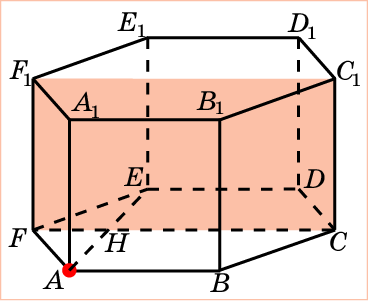 E₁ D₁
F₁ C₁
A₁ B₁
E D
F H C
A B